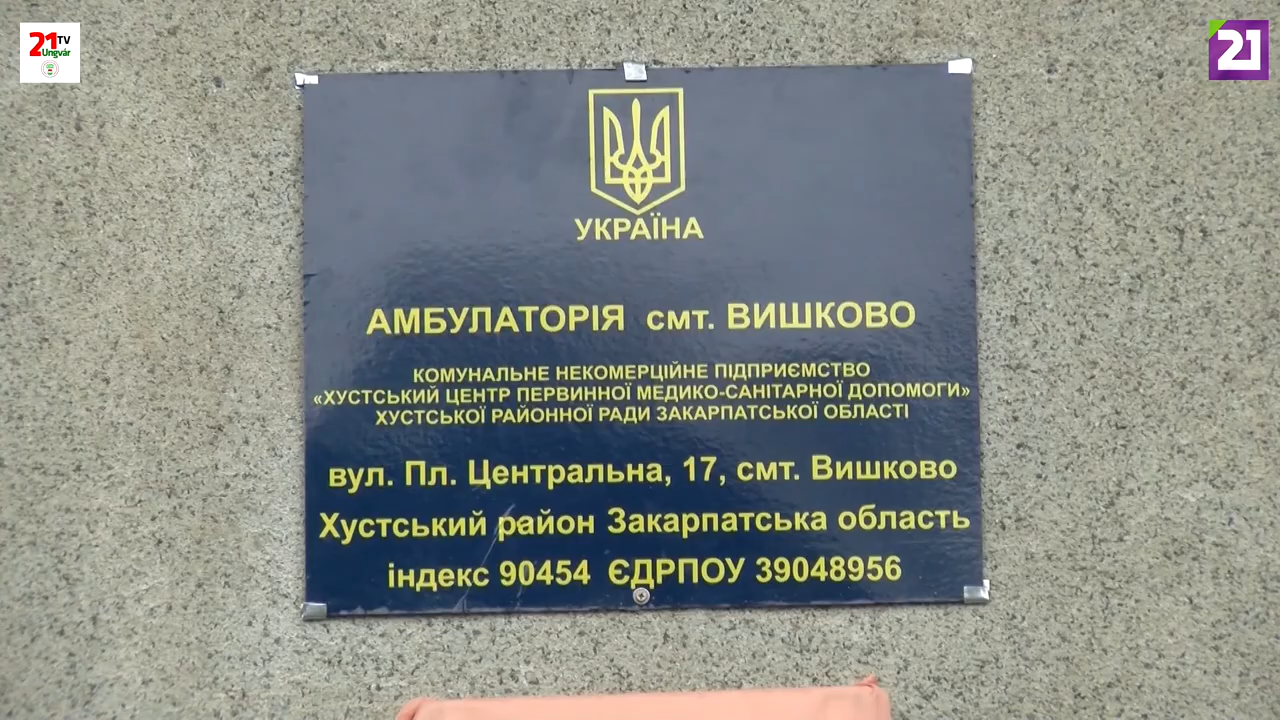 21 TV
Ungvár
21
УКРАЇНА
АМБУЛАТОРІЯ смт. ВИШКОВО
КОМУНАЛЬНЕ НЕКОМЕРЦІЙНЕ ПІДПРИЄМСТВО
«ХУСТСЬКИЙ ЦЕНТР ПЕРВИННОЇ МЕДИКО-САНІТАРНОЇ ДОПОМОГИ»
ХУСТСЬКОЇ РАЙОННОЇ РАДИ ЗАКАРПАТСЬКОЇ ОБЛАСТІ
вул. Пл. Центральна, 17, смт. Вишково
Хустський район Закарпатська область
індекс 90454 ЄДРПОУ 39048956